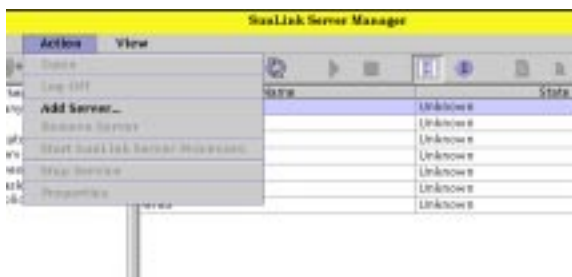 SunLink Server Manager
Action View
Log Off
Name State
Add Server...
Unknown
Remove Server
Unknown
Start SunLink Server Processes
Unknown
Unknown
Stop Service
Unknown
Properties
Unknown
Unknown